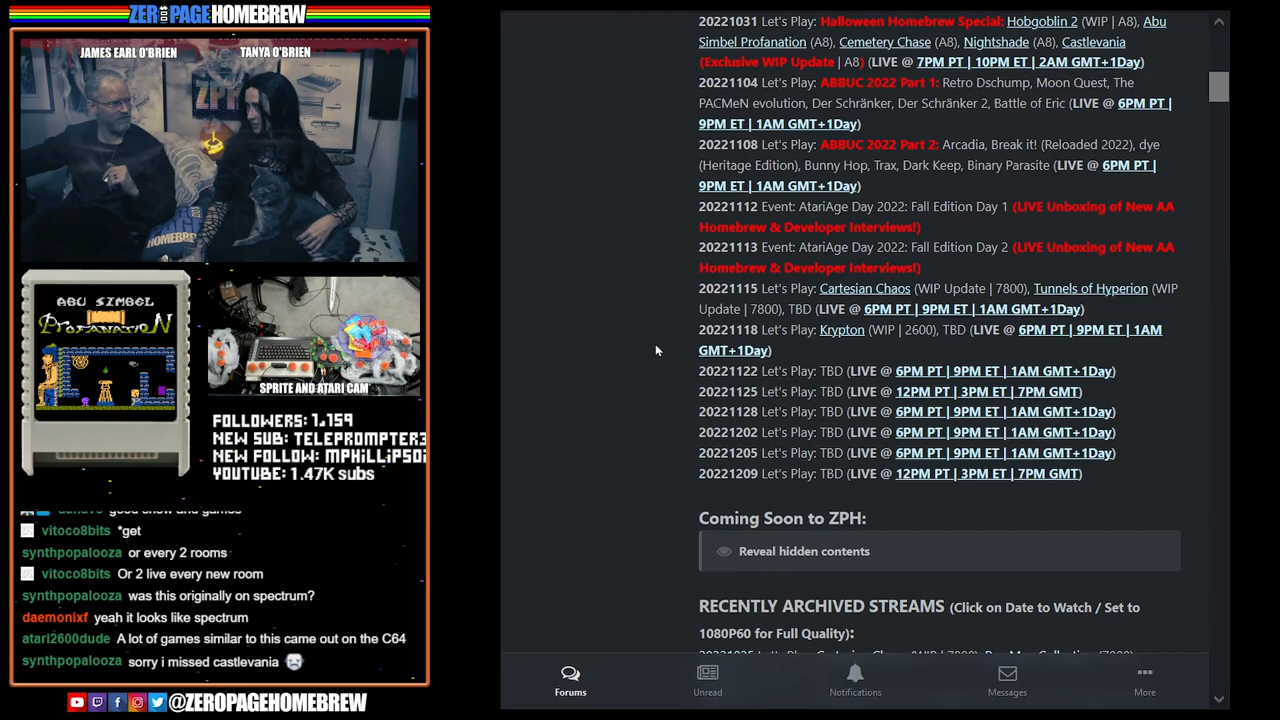 ZEROPAGEHOMEBREW
JAMES EARL O'BRIEN
TANYA O'BRIEN
ZPH
PAGE
HOMEBREW
ABU SIMBEL
PROFANATION
SPRITE AND ATARI CAM
FOLLOWERS: 1,159
NEW SUB: TELEPROMPTER3
NEW FOLLOW: MPHILLIPSO
YOUTUBE: 1.47K subs
good show and games
vitoco8bits *get
synthpopalooza or every 2 rooms
vitoco8bits Or 2 live every new room
synthpopalooza was this originally on spectrum?
daemonixf yeah it looks like spectrum
atari2600dude A lot of games similar to this came out on the C64
synthpopalooza sorry i missed castlevania
@ZEROPAGEHOMEBREW
20221031 Let's Play: Halloween Homebrew Special: Hobgoblin 2 (WIP | A8), Abu
Simbel Profanation (A8), Cemetery Chase (A8), Nightshade (A8), Castlevania
(Exclusive WIP Update | A8) (LIVE @ 7PM PT | 10PM ET | 2AM GMT+1Day)
20221104 Let's Play: ABBUC 2022 Part 1: Retro Dschump, Moon Quest, The
PACMeN evolution, Der Schränker, Der Schränker 2, Battle of Eric (LIVE @ 6PM PT |
9PM ET | 1AM GMT+1Day)
20221108 Let's Play: ABBUC 2022 Part 2: Arcadia, Break it! (Reloaded 2022), dye
(Heritage Edition), Bunny Hop, Trax, Dark Keep, Binary Parasite (LIVE @ 6PM PT |
9PM ET | 1AM GMT+1Day)
20221112 Event: AtariAge Day 2022: Fall Edition Day 1 (LIVE Unboxing of New AA
Homebrew & Developer Interviews!)
20221113 Event: AtariAge Day 2022: Fall Edition Day 2 (LIVE Unboxing of New AA
Homebrew & Developer Interviews!)
20221115 Let's Play: Cartesian Chaos (WIP Update | 7800), Tunnels of Hyperion (WIP
Update | 7800), TBD (LIVE @ 6PM PT | 9PM ET | 1AM GMT+1Day)
20221118 Let's Play: Krypton (WIP | 2600), TBD (LIVE @ 6PM PT | 9PM ET | 1AM
GMT+1Day)
20221122 Let's Play: TBD (LIVE @ 6PM PT | 9PM ET | 1AM GMT+1Day)
20221125 Let's Play: TBD (LIVE @ 12PM PT | 3PM ET | 7PM GMT)
20221128 Let's Play: TBD (LIVE @ 6PM PT | 9PM ET | 1AM GMT+1Day)
20221202 Let's Play: TBD (LIVE @ 6PM PT | 9PM ET | 1AM GMT+1Day)
20221205 Let's Play: TBD (LIVE @ 6PM PT | 9PM ET | 1AM GMT+1Day)
20221209 Let's Play: TBD (LIVE @ 12PM PT | 3PM ET | 7PM GMT)
Coming Soon to ZPH:
Reveal hidden contents
RECENTLY ARCHIVED STREAMS (Click on Date to Watch / Set to
1080P60 for Full Quality):
Forums
Unread
Notifications
Messages
More